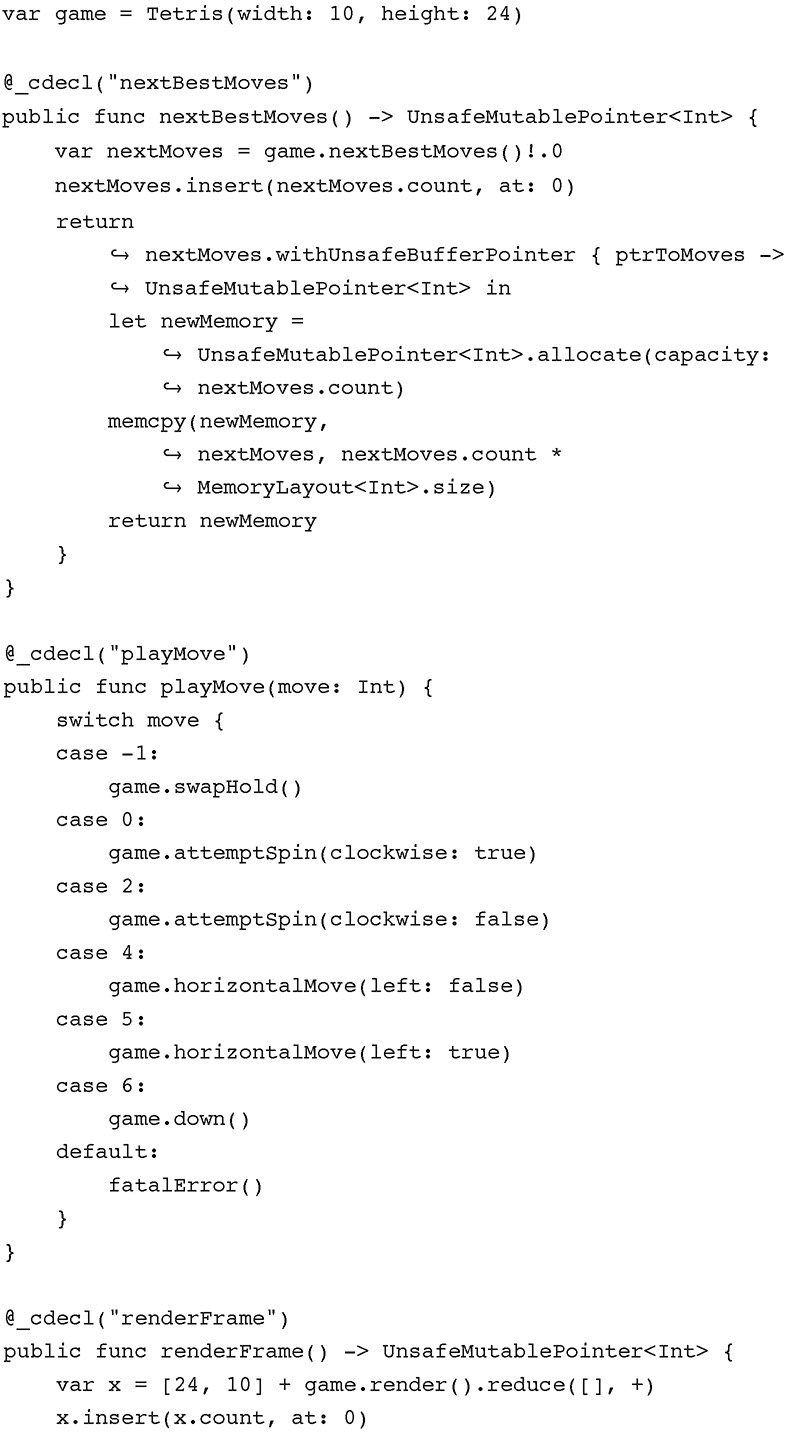 var game = Tetris(width: 10, height: 24)

@_cdecl("nextBestMoves")
public func nextBestMoves() -> UnsafeMutablePointer<Int> {
    var nextMoves = game.nextBestMoves()!.0
    nextMoves.insert(nextMoves.count, at: 0)
    return
        ↪ nextMoves.withUnsafeBufferPointer { ptrToMoves ->
        ↪ UnsafeMutablePointer<Int> in
        let newMemory =
            ↪ UnsafeMutablePointer<Int>.allocate(capacity:
            ↪ nextMoves.count)
        memcpy(newMemory,
            ↪ nextMoves, nextMoves.count *
            ↪ MemoryLayout<Int>.size)
        return newMemory
    }
}

@_cdecl("playMove")
public func playMove(move: Int) {
    switch move {
    case -1:
        game.swapHold()
    case 0:
        game.attemptSpin(clockwise: true)
    case 2:
        game.attemptSpin(clockwise: false)
    case 4:
        game.horizontalMove(left: false)
    case 5:
        game.horizontalMove(left: true)
    case 6:
        game.down()
    default:
        fatalError()
    }
}

@_cdecl("renderFrame")
public func renderFrame() -> UnsafeMutablePointer<Int> {
    var x = [24, 10] + game.render().reduce([], +)
    x.insert(x.count, at: 0)